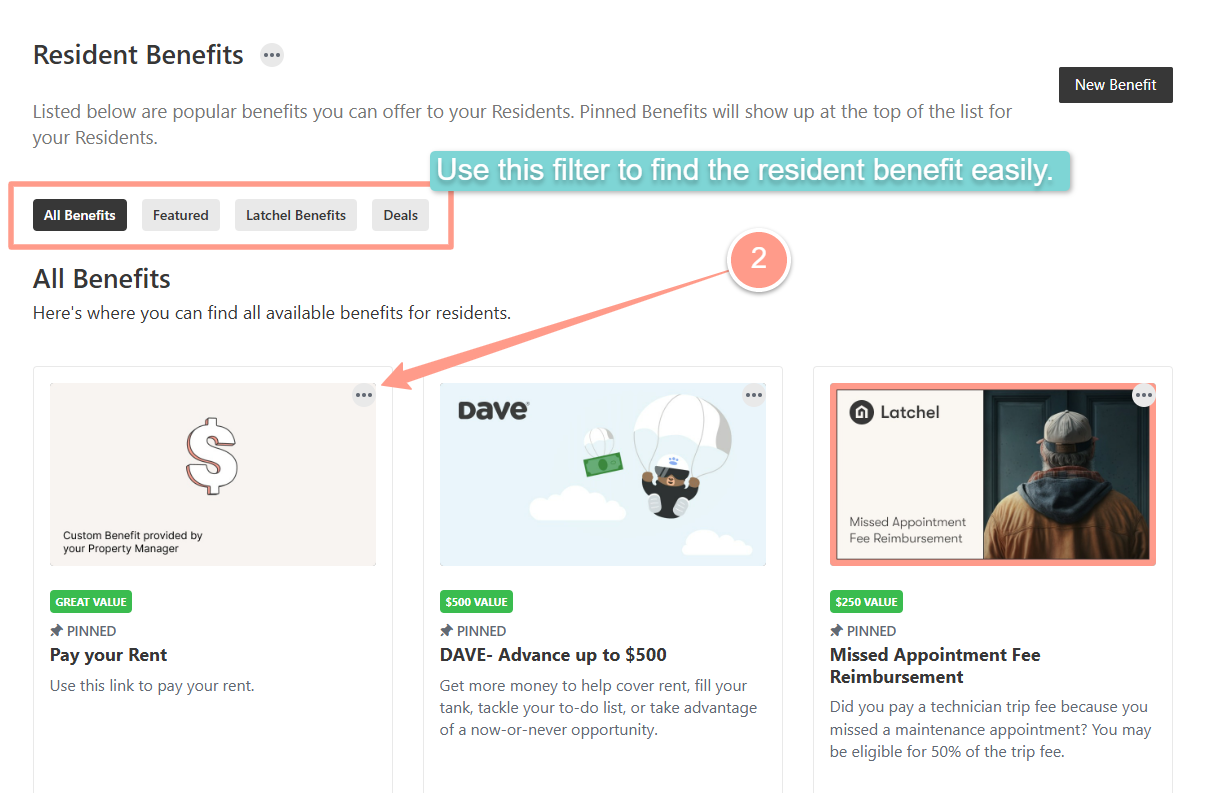 Resident Benefits
New Benefit
Listed below are popular benefits you can offer to your Residents. Pinned Benefits will show up at the top of the list for
your Residents.
Use this filter to find the resident benefit easily.
All Benefits Featured Latchel Benefits Deals
2
All Benefits
Here's where you can find all available benefits for residents.
Custom Benefit provided by
your Property Manager
GREAT VALUE
PINNED
Pay your Rent
Use this link to pay your rent.
DAVE
$500 VALUE
PINNED
DAVE- Advance up to $500
Get more money to help cover rent, fill your
tank, tackle your to-do list, or take advantage
of a now-or-never opportunity.
Latchel
Missed Appointment
Fee Reimbursement
$250 VALUE
PINNED
Missed Appointment Fee
Reimbursement
Did you pay a technician trip fee because you
missed a maintenance appointment? You may
be eligible for 50% of the trip fee.